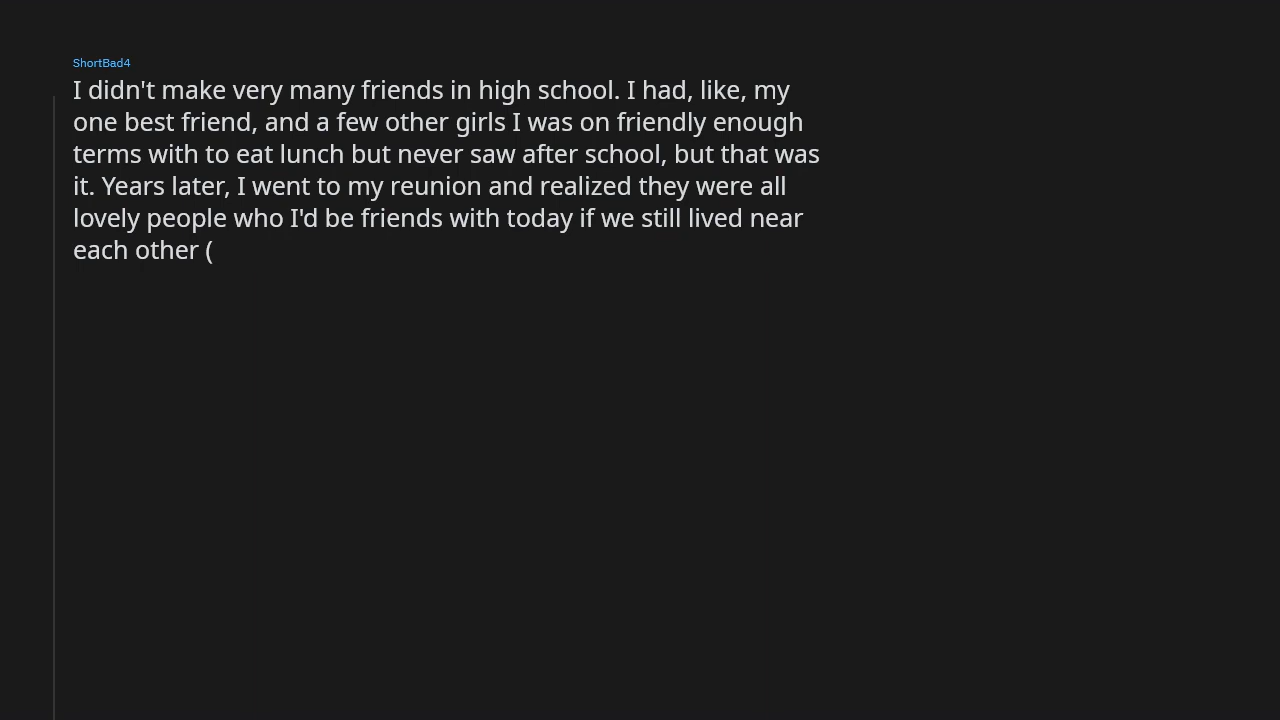 ShortBad4
I didn't make very many friends in high school. I had, like, my
one best friend, and a few other girls I was on friendly enough
terms with to eat lunch but never saw after school, but that was
it. Years later, I went to my reunion and realized they were all
lovely people who I'd be friends with today if we still lived near
each other (